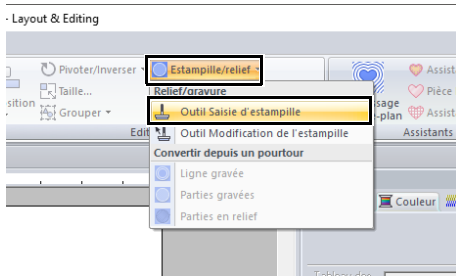 - Layout & Editing
Pivoter/Inverser
Estampille/relief
Taille...
Grouper
Relief/gravure
Outil Saisie d'estampille
Outil Modification de l'estampille
Convertir depuis un pourtour
Ligne gravée
Parties gravées
Parties en relief
Assist
Pièce
Assist
Assistants
Couleur